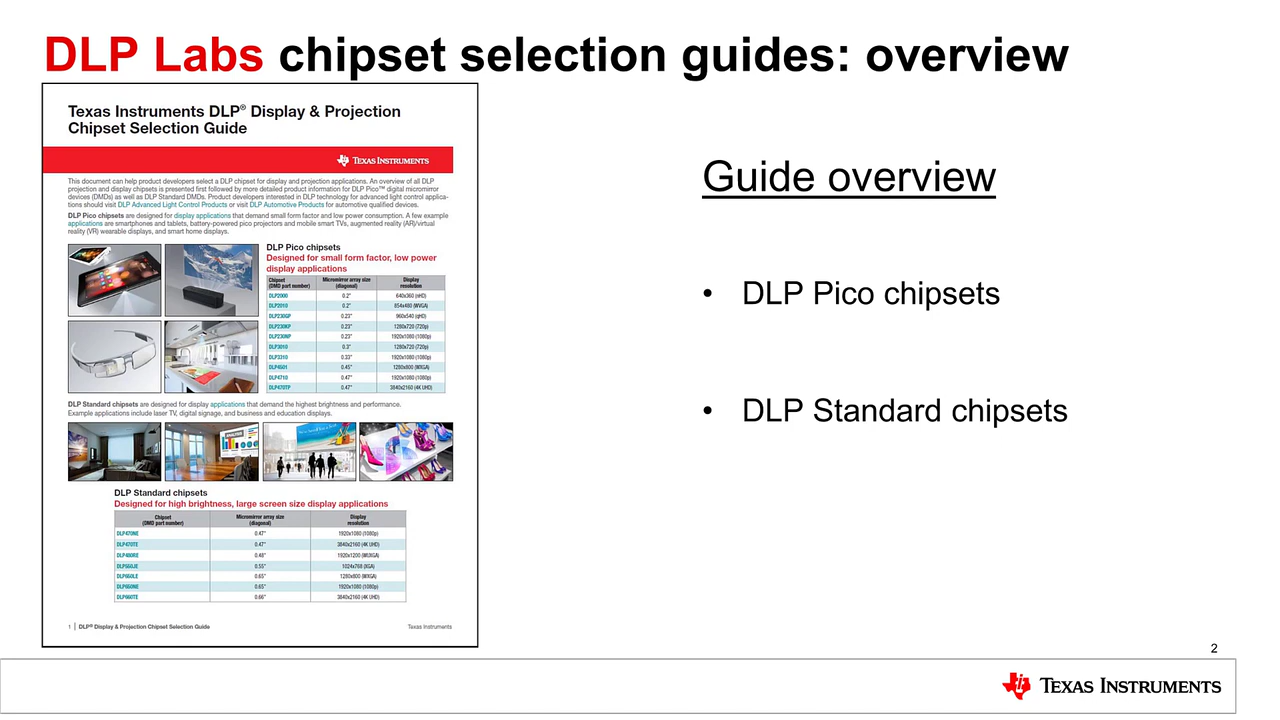 DLP Labs chipset selection guides: overview
Texas Instruments DLP® Display & Projection
Chipset Selection Guide
TEXAS INSTRUMENTS
This document can help product developers select a DLP chipset for display and projection applications. An overview of all DLP
projection and display chipsets is presented first followed by more detailed product information for DLP Pico™ digital micromirror
devices (DMDs) as well as DLP Standard DMDs. Product developers interested in DLP technology for advanced light control applica-
tions should visit DLP Advanced Light Control Products or visit DLP Automotive Products for automotive qualified devices.
DLP Pico chipsets are designed for display applications that demand small form factor and low power consumption. A few example
applications are smartphones and tablets, battery-powered pico projectors and mobile smart TVs, augmented reality (AR)/virtual
reality (VR) wearable displays, and smart home displays.
DLP Pico chipsets
Designed for small form factor, low power
display applications
Chipset (DMD part number) Micromirror array size (diagonal) Display resolution
DLP2000 0.2" 640x360 (nHD)
DLP2010 0.2" 854x480 (WVGA)
DLP230GP 0.23" 960x540 (qHD)
DLP230KP 0.23" 1280x720 (720p)
DLP230NP 0.23" 1920x1080 (1080p)
DLP3010 0.3" 1280x720 (720p)
DLP3310 0.33" 1920x1080 (1080p)
DLP4501 0.45" 1280x800 (WXGA)
DLP4710 0.47" 1920x1080 (1080p)
DLP470TP 0.47" 3840x2160 (4K UHD)
DLP Standard chipsets are designed for display applications that demand the highest brightness and performance.
Example applications include laser TV, digital signage, and business and education displays.
DLP Standard chipsets
Designed for high brightness, large screen size display applications
Chipset (DMD part number) Micromirror array size (diagonal) Display resolution
DLP470NE 0.47" 1920x1080 (1080p)
DLP470TE 0.47" 3840x2160 (4K UHD)
DLP480RE 0.48" 1920x1200 (WUXGA)
DLP550JE 0.55" 1024x768 (XGA)
DLP650LE 0.65" 1280x800 (WXGA)
DLP650NE 0.65" 1920x1080 (1080p)
DLP660TE 0.66" 3840x2160 (4K UHD)
1 | DLP® Display & Projection Chipset Selection Guide Texas Instruments
Guide overview
• DLP Pico chipsets
• DLP Standard chipsets
2
TEXAS INSTRUMENTS